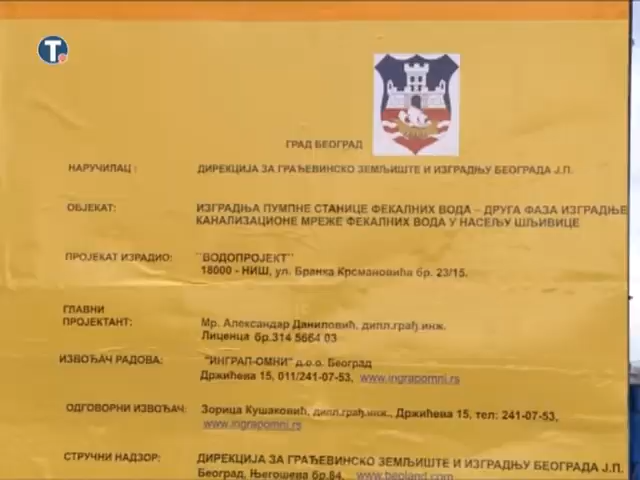 T.
ГРАД БЕОГРАД
НАРУЧИЛАЦ : ДИРЕКЦИЈА ЗА ГРАЂЕВИНСКО ЗЕМЉИШТЕ И ИЗГРАДЊУ БЕОГРАДА Ј.П.
ОБЈЕКАТ: ИЗГРАДЊА ПУМПНЕ СТАНИЦЕ ФЕКАЛНИХ ВОДА – ДРУГА ФАЗА ИЗГРАДЊЕ
КАНАЛИЗАЦИОНЕ МРЕЖЕ ФЕКАЛНИХ ВОДА У НАСЕЉУ ШЉИВИЦЕ
ПРОЈЕКАТ ИЗРАДИО: "ВОДОПРОЈЕКТ"
18000 - НИШ, ул. Бранка Крсмановића бр. 23/15.
ГЛАВНИ
ПРОЈЕКТАНТ: Мр. Александар Даниловић, дипл.грађ.инж.
Лиценца бр.314 5664 03
ИЗВОЂАЧ РАДОВА: "ИНГРАП-ОМНИ" д.о.о. Београд
Држићева 15, 011/241-07-53, www.ingrapomni.rs
ОДГОВОРНИ ИЗВОЂАЧ: Зорица Кушаковић, дипл.грађ.инж., Држићева 15, тел: 241-07-53,
www.ingrapomni.rs
СТРУЧНИ НАДЗОР: ДИРЕКЦИЈА ЗА ГРАЂЕВИНСКО ЗЕМЉИШТЕ И ИЗГРАДЊУ БЕОГРАДА Ј.П.
Београд, Његошева бр.84, www.beoland.com